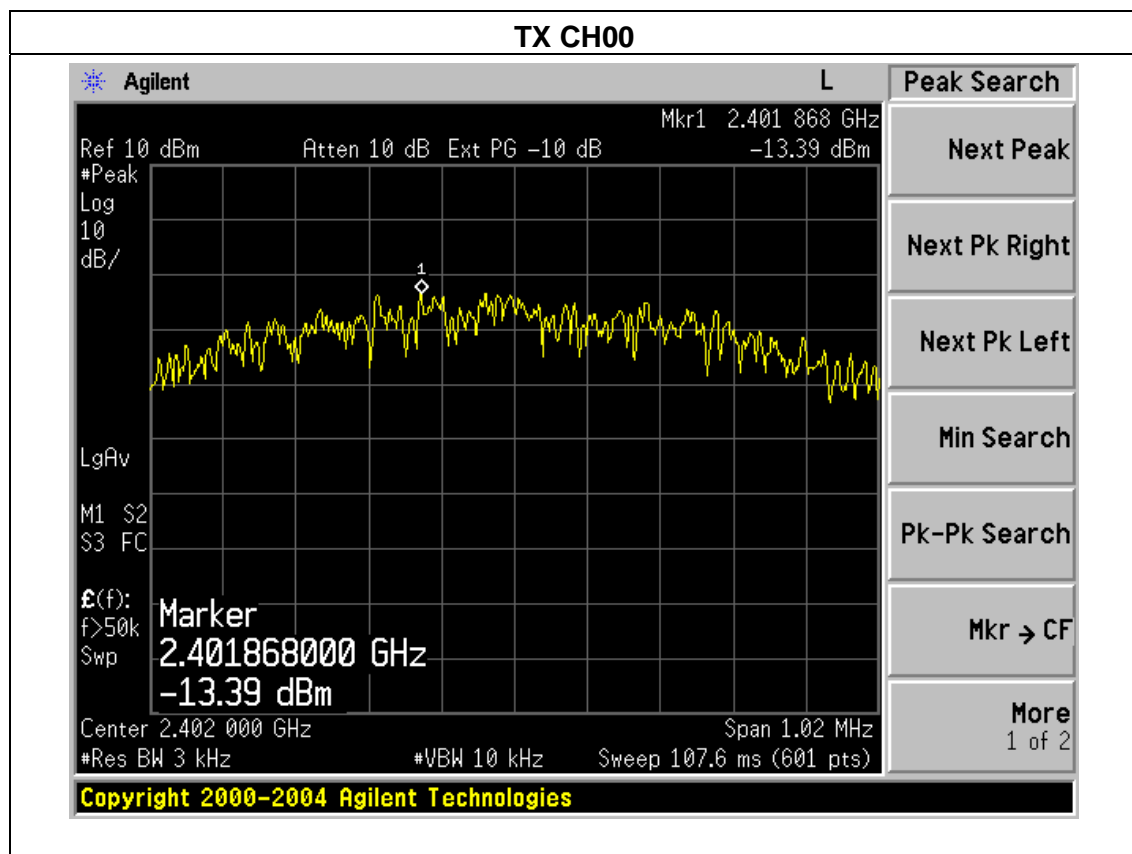 TX CH00
Agilent
L
Peak Search
Mkr1 2.401 868 GHz
Ref 10 dBm Atten 10 dB Ext PG -10 dB -13.39 dBm
#Peak
Log
10
dB/
1
LgAv
M1 S2
S3 FC
£(f):
f>50k
Swp
Marker
2.401868000 GHz
-13.39 dBm
Center 2.402 000 GHz Span 1.02 MHz
#Res BW 3 kHz #VBW 10 kHz Sweep 107.6 ms (601 pts)
Next Peak
Next Pk Right
Next Pk Left
Min Search
Pk-Pk Search
Mkr → CF
More
1 of 2
Copyright 2000-2004 Agilent Technologies